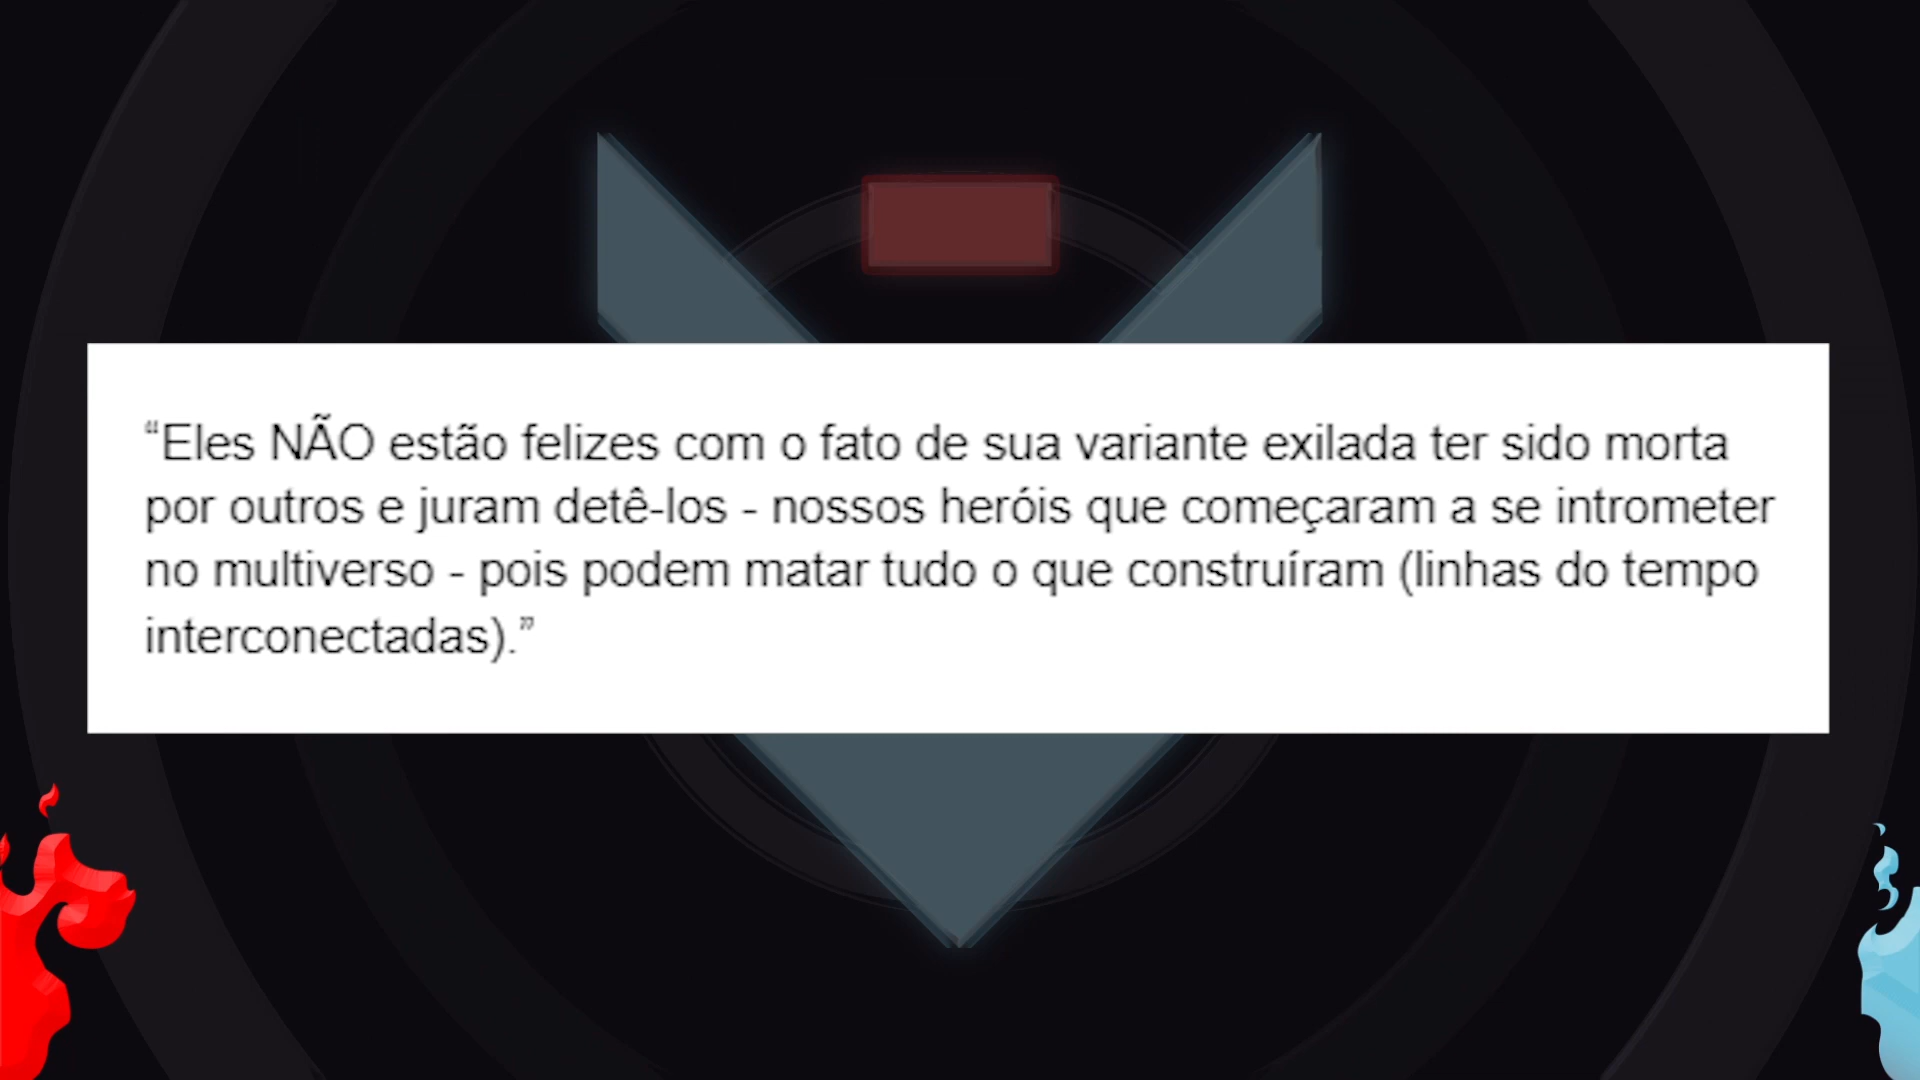 “Eles NÃO estão felizes com o fato de sua variante exilada ter sido morta
por outros e juram detê-los - nossos heróis que começaram a se intrometer
no multiverso - pois podem matar tudo o que construíram (linhas do tempo
interconectadas).”